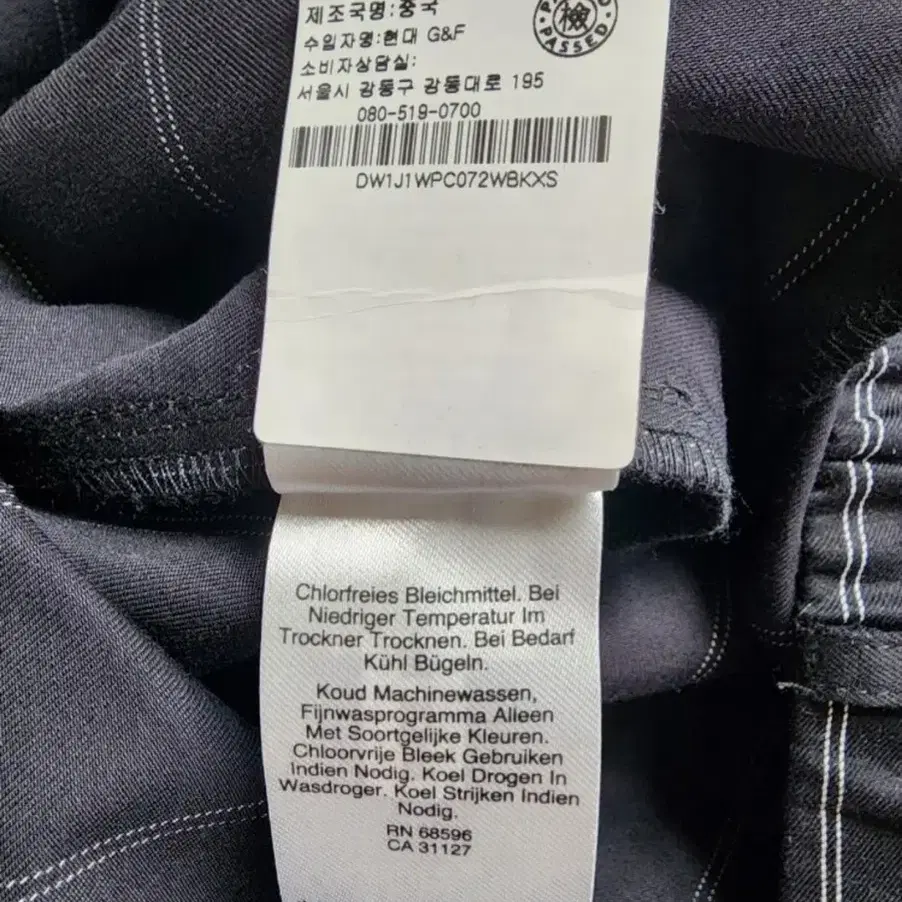 제조국명:중국
수입자명:현대 G&F
소비자상담실:
서울시 강동구 강동대로 195
080-519-0700
DW1J1WPC072WBKXS
檢
PASSED
Chlorfreies Bleichmittel. Bei
Niedriger Temperatur Im
Trockner Trocknen. Bei Bedarf
Kühl Bügeln.
Koud Machinewassen,
Fijnwasprogramma Alleen
Met Soortgelijke Kleuren.
Chloorvrije Bleek Gebruiken
Indien Nodig. Koel Drogen In
Wasdroger. Koel Strijken Indien
Nodig.
RN 68596
CA 31127